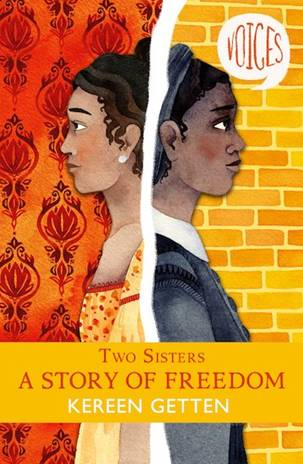 VOICES
TWO SISTERS
A STORY OF FREEDOM
KEREEN GETTEN